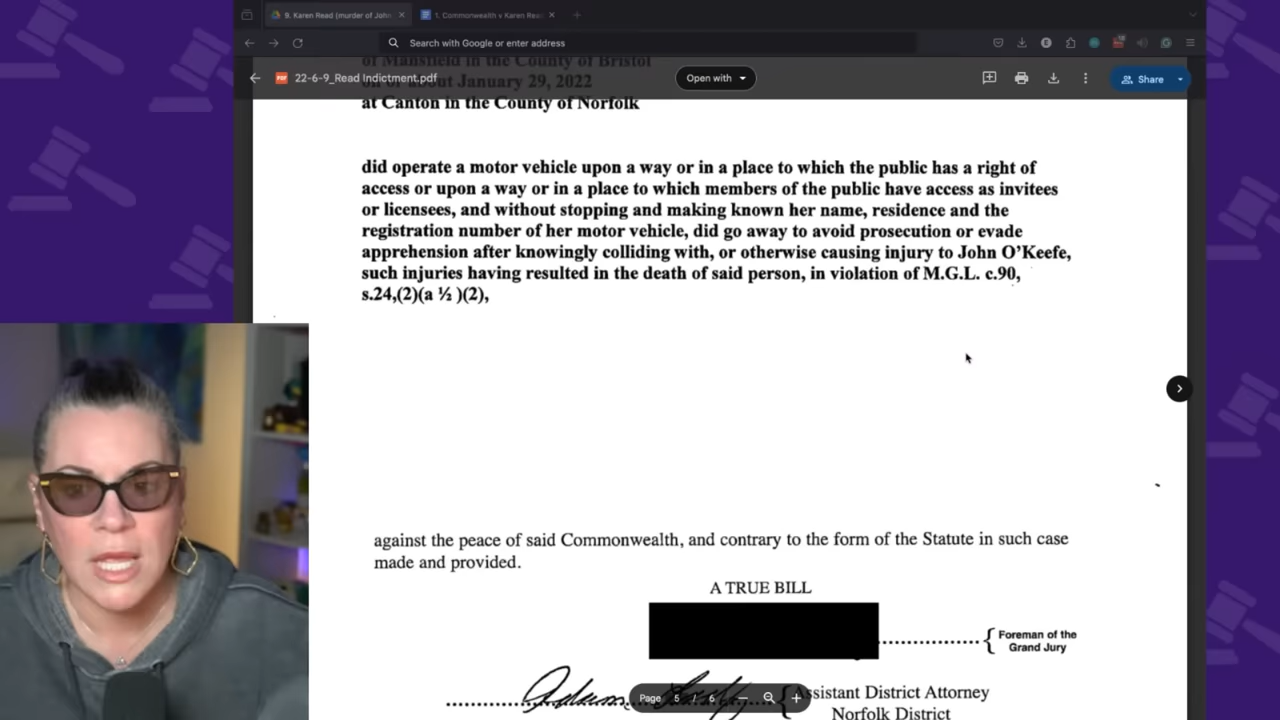 9. Karen Read (murder of John
1. Commonwealth v Karen Read
Search with Google or enter address
of Mansfield in the County of Bristol
22-6-9_Read Indictment.pdf
Open with
Share
on or about January 29, 2022
at Canton in the County of Norfolk
did operate a motor vehicle upon a way or in a place to which the public has a right of
access or upon a way or in a place to which members of the public have access as invitees
or licensees, and without stopping and making known her name, residence and the
registration number of her motor vehicle, did go away to avoid prosecution or evade
apprehension after knowingly colliding with, or otherwise causing injury to John O'Keefe,
such injuries having resulted in the death of said person, in violation of M.G.L. c.90,
s.24,(2)(a ½ )(2),
against the peace of said Commonwealth, and contrary to the form of the Statute in such case
made and provided.
A TRUE BILL
Foreman of the
Grand Jury
Page 5 / 6
Assistant District Attorney
Norfolk District